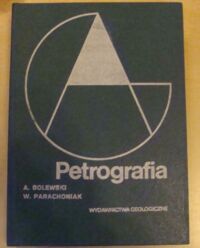 Petrografia
A. BOLEWSKI
W. PARACHONIAK
WYDAWNICTWA GEOLOGICZNE